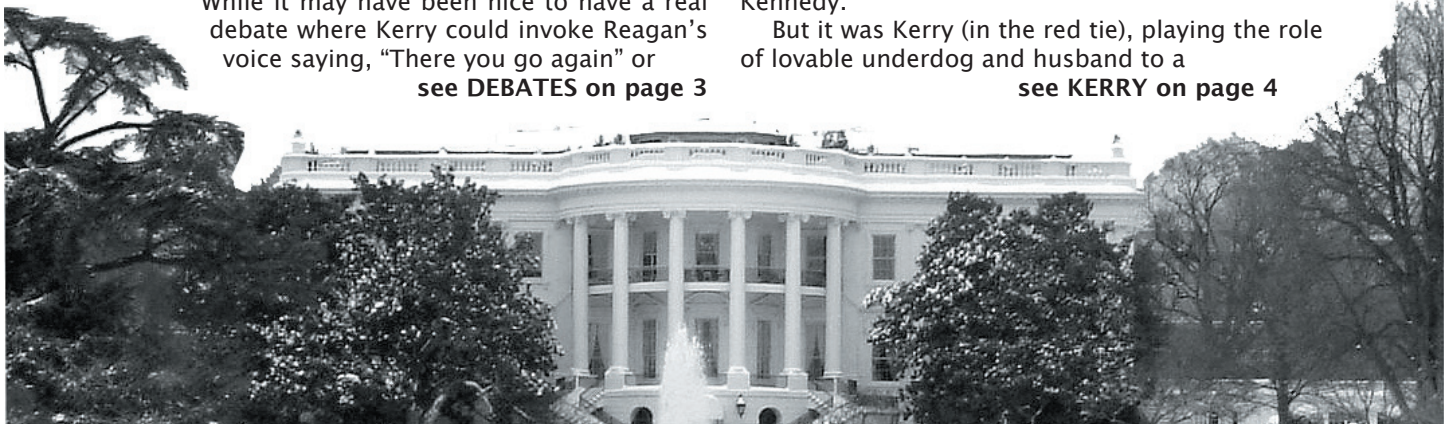 While it may have been nice to have a real
debate where Kerry could invoke Reagan’s
voice saying, “There you go again” or
see DEBATES on page 3
Kennedy.
But it was Kerry (in the red tie), playing the role
of lovable underdog and husband to a
see KERRY on page 4